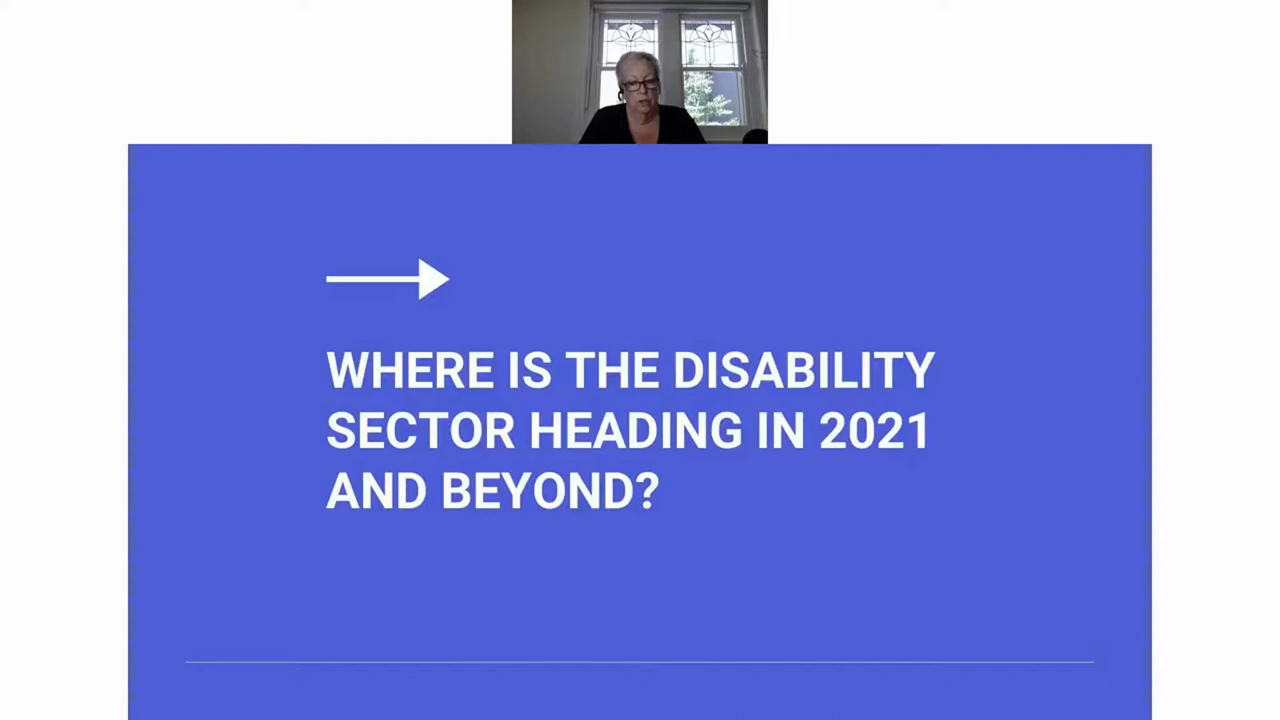 WHERE IS THE DISABILITY
SECTOR HEADING IN 2021
AND BEYOND?